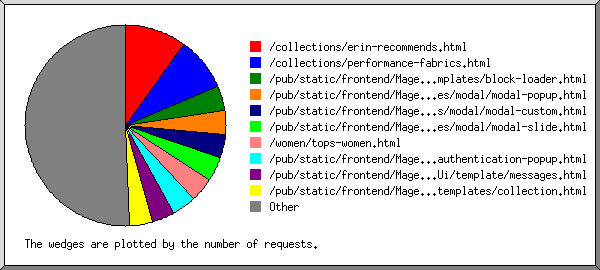 /collections/erin-recommends.html
/collections/performance-fabrics.html
/pub/static/frontend/Mage...mplates/block-loader.html
/pub/static/frontend/Mage...es/modal/modal-popup.html
/pub/static/frontend/Mage...s/modal/modal-custom.html
/pub/static/frontend/Mage...es/modal/modal-slide.html
/women/tops-women.html
/pub/static/frontend/Mage...authentication-popup.html
/pub/static/frontend/Mage...Ui/template/messages.html
/pub/static/frontend/Mage...templates/collection.html
Other
The wedges are plotted by the number of requests.